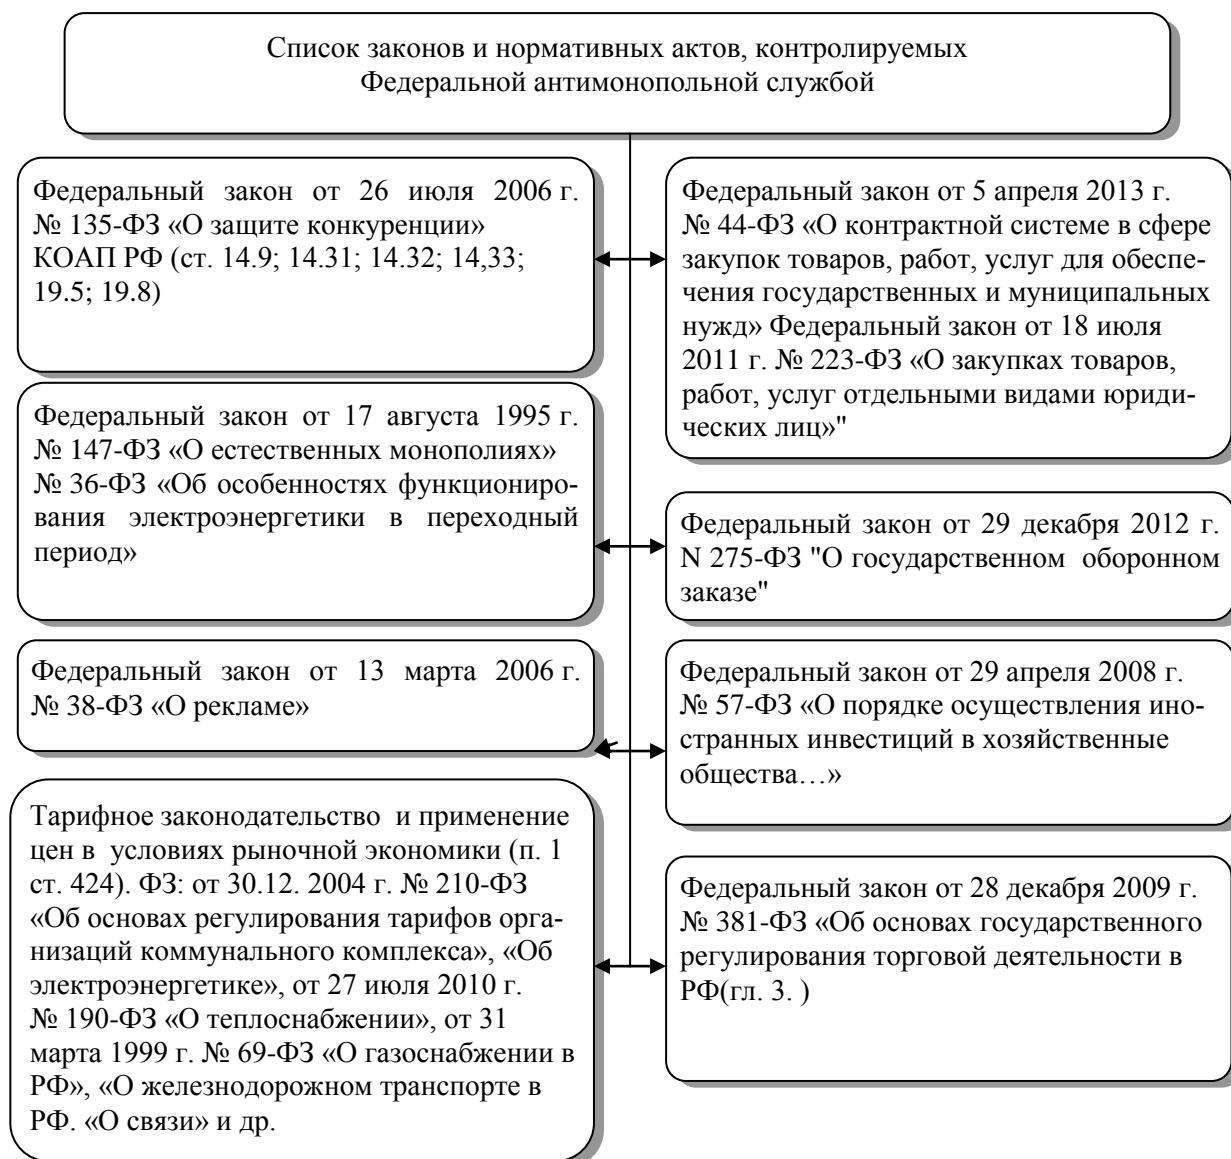 Список законов и нормативных актов, контролируемых
Федеральной антимонопольной службой
Федеральный закон от 26 июля 2006 г.
№ 135-ФЗ «О защите конкуренции»
КОАП РФ (ст. 14.9; 14.31; 14.32; 14,33;
19.5; 19.8)
Федеральный закон от 17 августа 1995 г.
№ 147-ФЗ «О естественных монополиях»
№ 36-ФЗ «Об особенностях функциониро-
вания электроэнергетики в переходный
период»
Федеральный закон от 13 марта 2006 г.
№ 38-ФЗ «О рекламе»
Тарифное законодательство и применение
цен в условиях рыночной экономики (п. 1
ст. 424). ФЗ: от 30.12. 2004 г. № 210-ФЗ
«Об основах регулирования тарифов орга-
низаций коммунального комплекса», «Об
электроэнергетике», от 27 июля 2010 г.
№ 190-ФЗ «О теплоснабжении», от 31
марта 1999 г. № 69-ФЗ «О газоснабжении в
РФ», «О железнодорожном транспорте в
РФ. «О связи» и др.
Федеральный закон от 5 апреля 2013 г.
№ 44-ФЗ «О контрактной системе в сфере
закупок товаров, работ, услуг для обеспе-
чения государственных и муниципальных
нужд» Федеральный закон от 18 июля
2011 г. № 223-ФЗ «О закупках товаров,
работ, услуг отдельными видами юриди-
ческих лиц»"
Федеральный закон от 29 декабря 2012 г.
N 275-ФЗ "О государственном оборонном
заказе"
Федеральный закон от 29 апреля 2008 г.
№ 57-ФЗ «О порядке осуществления ино-
странных инвестиций в хозяйственные
общества…»
Федеральный закон от 28 декабря 2009 г.
№ 381-ФЗ «Об основах государственного
регулирования торговой деятельности в
РФ(гл. 3. )